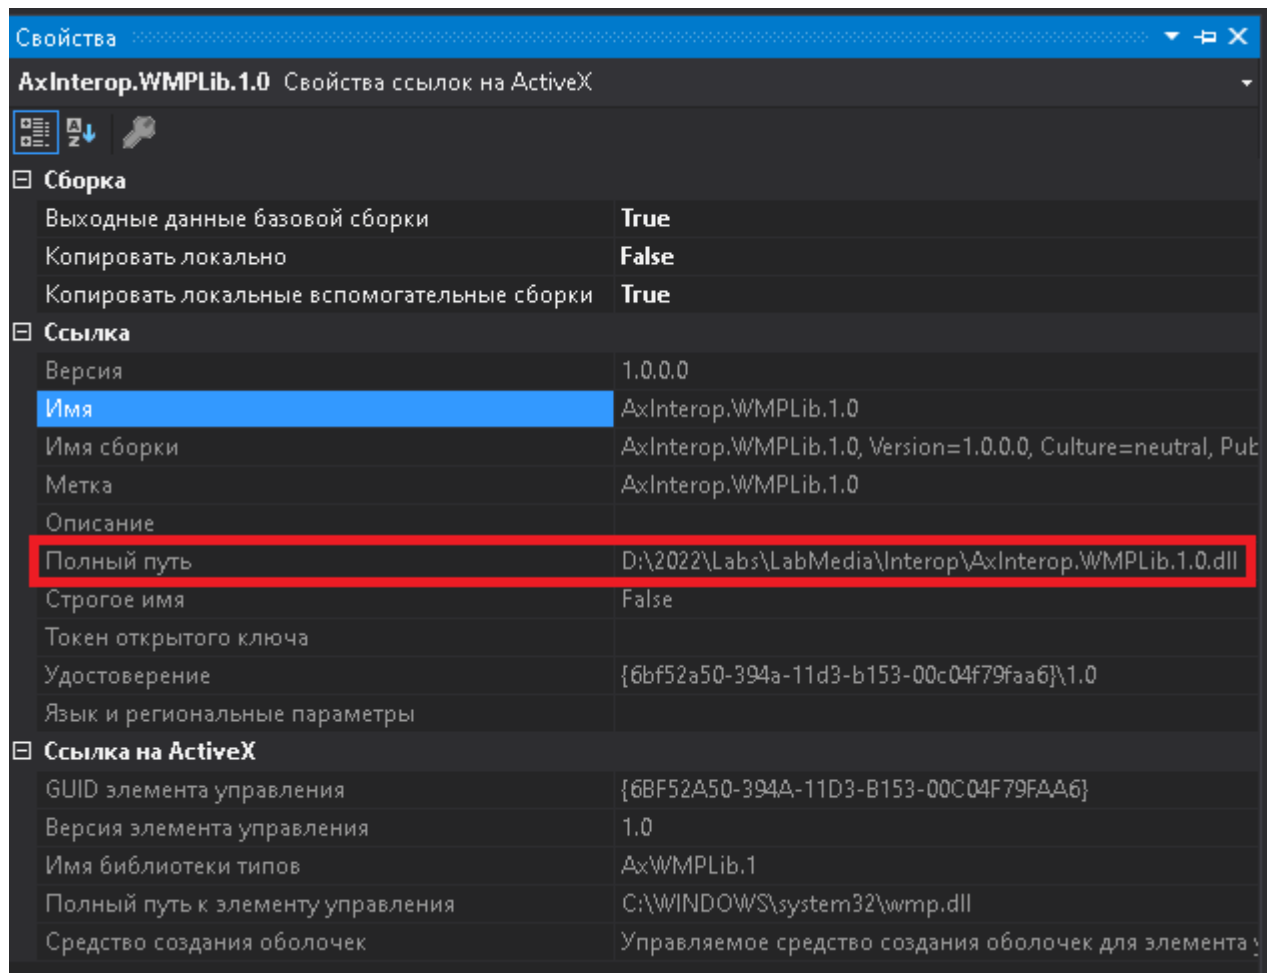 Свойства
AxInterop.WMPLib.1.0 Свойства ссылок на ActiveX
Сборка
Выходные данные базовой сборки True
Копировать локально False
Копировать локальные вспомогательные сборки True
Ссылка
Версия 1.0.0.0
Имя AxInterop.WMPLib.1.0
Имя сборки AxInterop.WMPLib.1.0, Version=1.0.0.0, Culture=neutral, Pub
Метка AxInterop.WMPLib.1.0
Описание
Полный путь D:\2022\Labs\LabMedia\Interop\AxInterop.WMPLib.1.0.dll
Строгое имя False
Токен открытого ключа
Удостоверение {6bf52a50-394a-11d3-b153-00c04f79faa6}\1.0
Язык и региональные параметры
Ссылка на ActiveX
GUID элемента управления {6BF52A50-394A-11D3-B153-00C04F79FAA6}
Версия элемента управления 1.0
Имя библиотеки типов AxWMPLib.1
Полный путь к элементу управления C:\WINDOWS\system32\wmp.dll
Средство создания оболочек Управляемое средство создания оболочек для элемента у